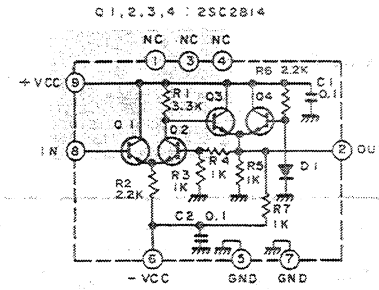 Q1,2,3,4 : 2SC2814
NC NC NC
1 3 4
R6 2.2K
+VCC 9
R1
3.3K
Q3 Q4
C1
0.1
Q1 Q2
IN 8
2 OU
R4
1K
R3
1K
R5
1K
D1
R2
2.2K
R7
1K
C2 0.1
6 5 7
-VCC GND GND